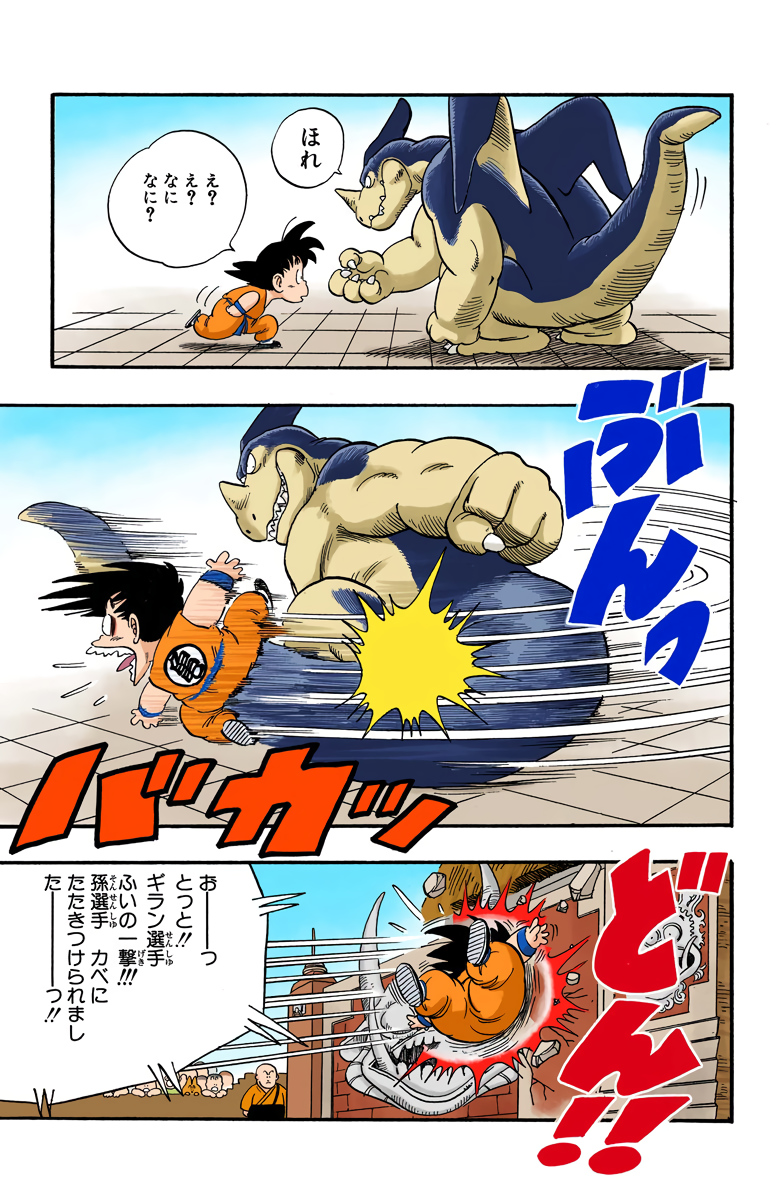 ほれ
え?
え?
なに
なに?
ぶんっ
バカッ
どん!!
おーーっ
とっと!!
ギラン選手
ふいの一撃!!!
孫選手 カベに
たたきつけられまし
たーーっ!!